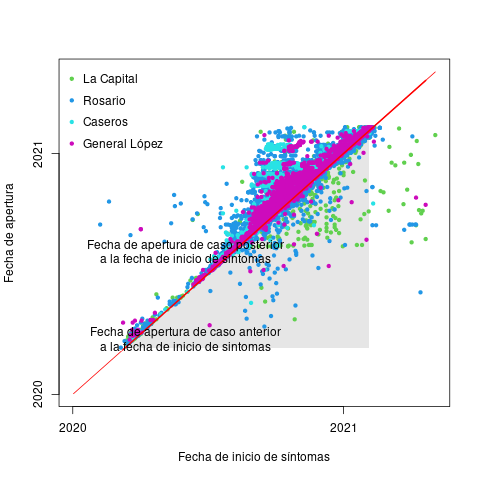 La Capital
Rosario
Caseros
General López
Fecha de apertura
2021
2020
Fecha de apertura de caso posterior
a la fecha de inicio de síntomas
Fecha de apertura de caso anterior
a la fecha de inicio de sintomas
2020
2021
Fecha de inicio de síntomas